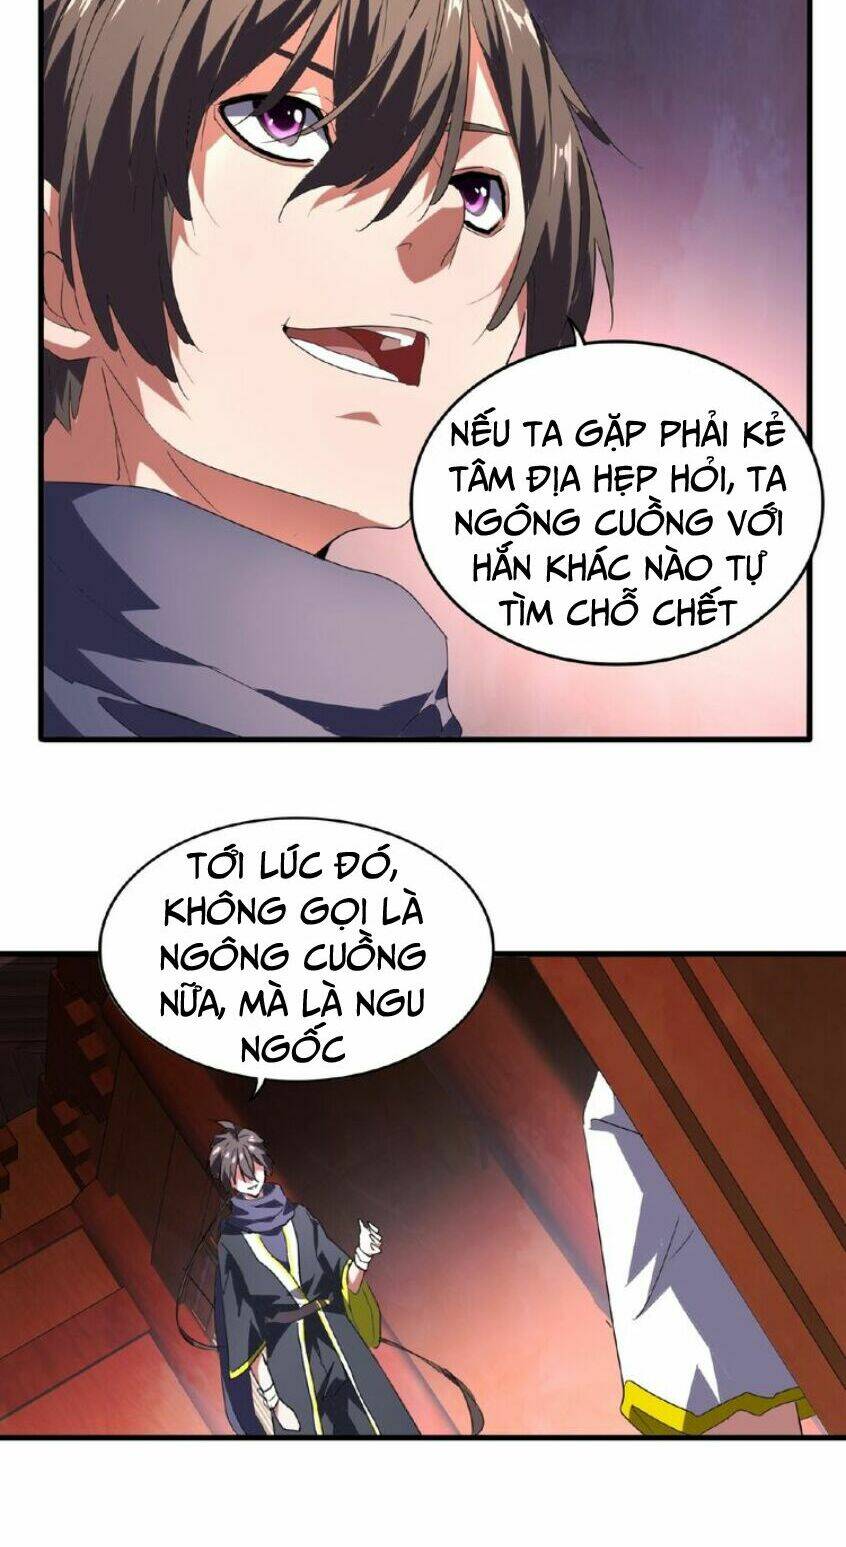 NẾU TA GẶP PHẢI KẺ
TÂM ĐỊA HẸP HỎI, TA
NGÔNG CUỒNG VỚI
HẮN KHÁC NÀO TỰ
TÌM CHỖ CHẾT
TỚI LÚC ĐÓ,
KHÔNG GỌI LÀ
NGÔNG CUỒNG
NỮA, MÀ LÀ NGU
NGỐC